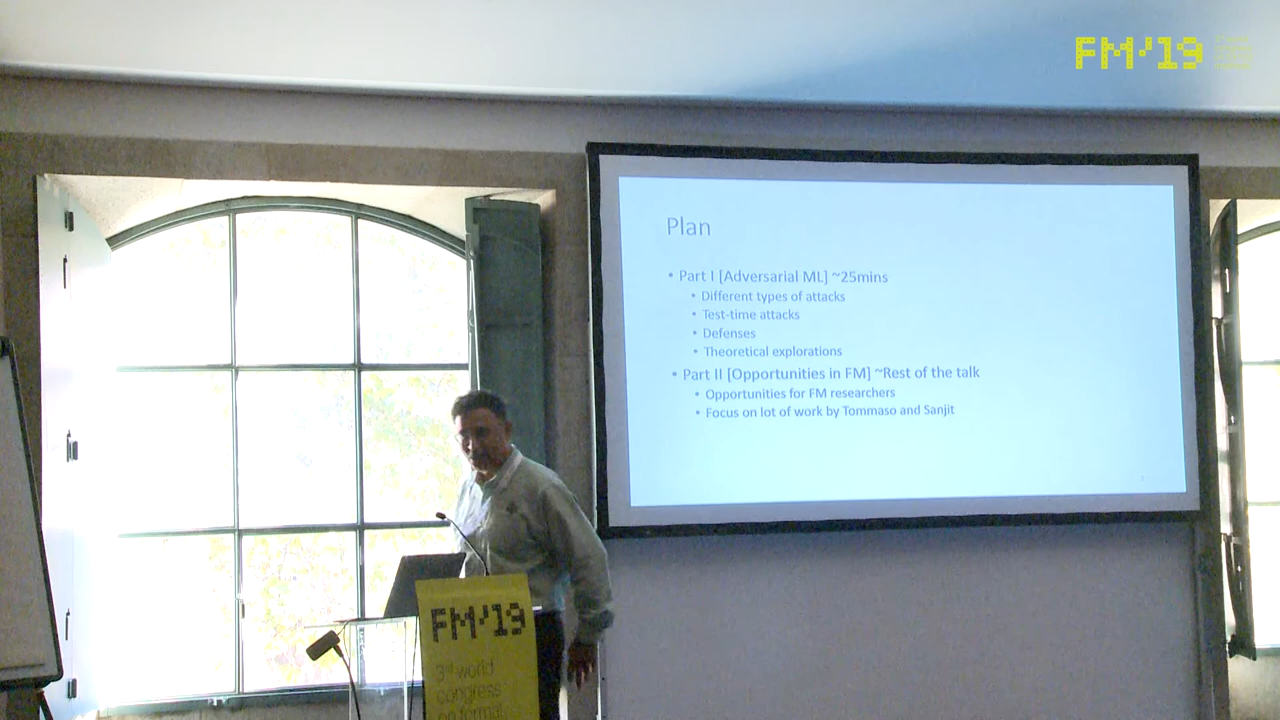 FM'19
Plan
• Part I [Adversarial ML] ~25mins
• Different types of attacks
• Test-time attacks
• Defenses
• Theoretical explorations
• Part II [Opportunities in FM] ~Rest of the talk
• Opportunities for FM researchers
• Focus on lot of work by Tommaso and Sanjit
FM'19
3rd world
congress
on formal